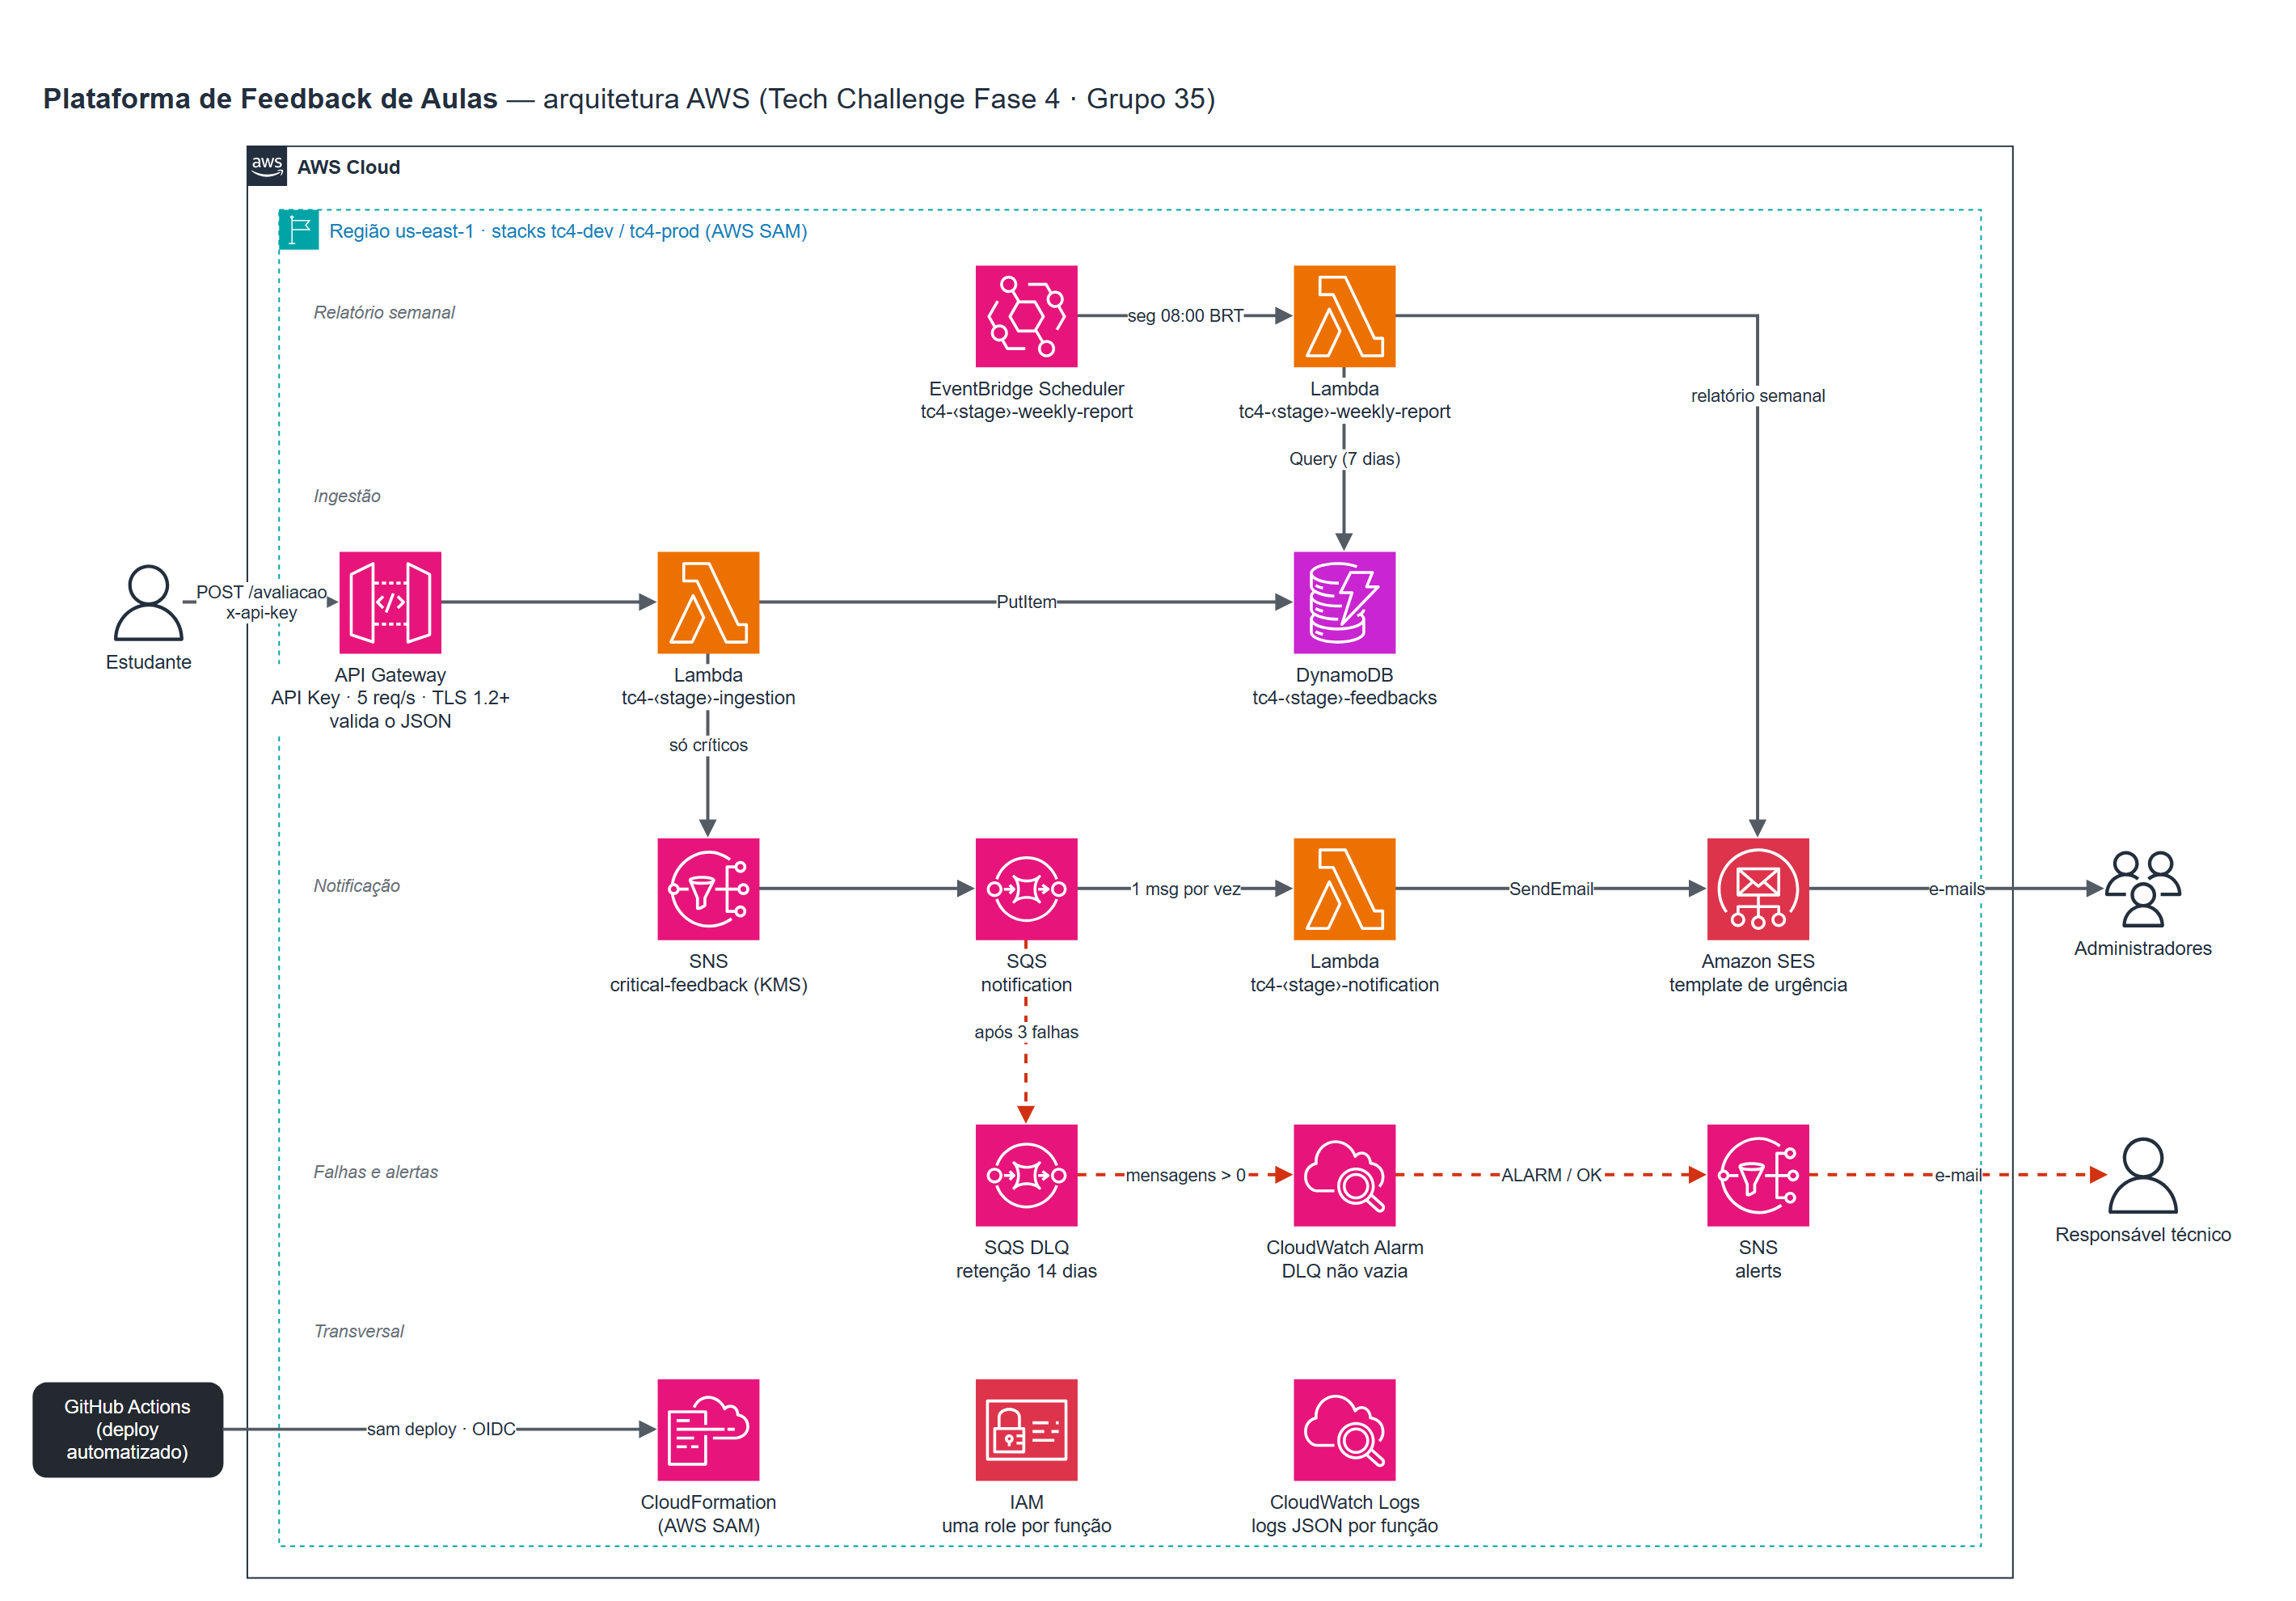 Plataforma de Feedback de Aulas — arquitetura AWS (Tech Challenge Fase 4 · Grupo 35)
aws
AWS Cloud
Região us-east-1 · stacks tc4-dev / tc4-prod (AWS SAM)
Relatório semanal
seg 08:00 BRT
EventBridge Scheduler
tc4-‹stage›-weekly-report
Lambda
tc4-‹stage›-weekly-report
relatório semanal
Query (7 dias)
Ingestão
Estudante
POST /avaliacao
x-api-key
API Gateway
API Key · 5 req/s · TLS 1.2+
valida o JSON
Lambda
tc4-‹stage›-ingestion
PutItem
DynamoDB
tc4-‹stage›-feedbacks
só críticos
Notificação
SNS
critical-feedback (KMS)
SQS
notification
1 msg por vez
Lambda
tc4-‹stage›-notification
SendEmail
Amazon SES
template de urgência
e-mails
Administradores
após 3 falhas
Falhas e alertas
SQS DLQ
retenção 14 dias
mensagens > 0
CloudWatch Alarm
DLQ não vazia
ALARM / OK
SNS
alerts
e-mail
Responsável técnico
Transversal
GitHub Actions
(deploy
automatizado)
sam deploy · OIDC
CloudFormation
(AWS SAM)
IAM
uma role por função
CloudWatch Logs
logs JSON por função